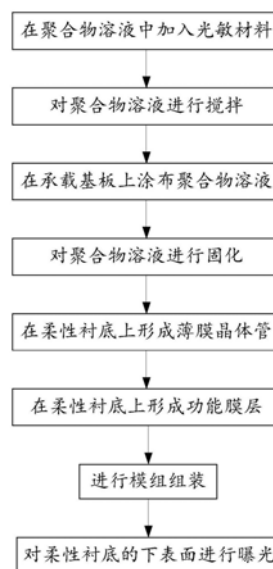 在聚合物溶液中加入光敏材料
对聚合物溶液进行搅拌
在承载基板上涂布聚合物溶液
对聚合物溶液进行固化
在柔性衬底上形成薄膜晶体管
在柔性衬底上形成功能膜层
进行模组组装
对柔性衬底的下表面进行曝光